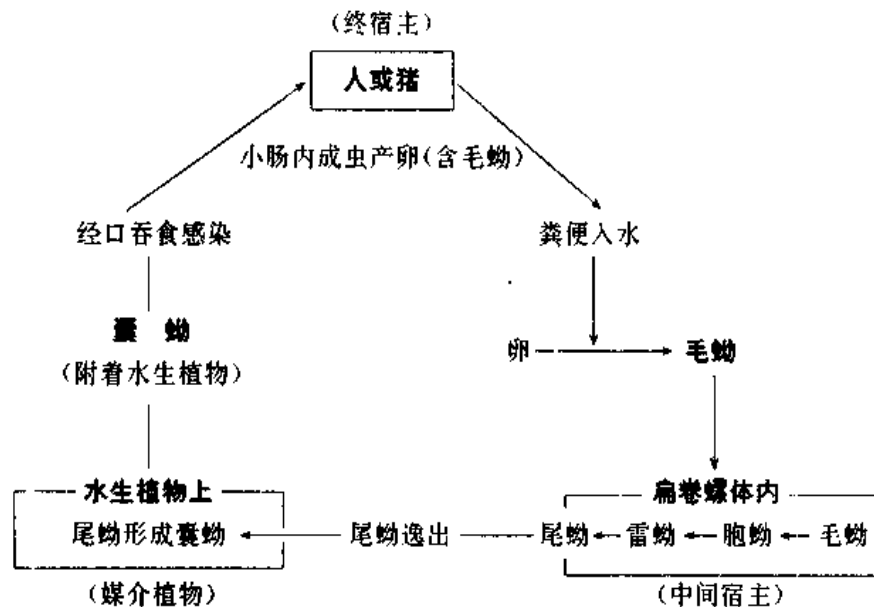 (终宿主)
人或猪
小肠内成虫产卵(含毛蚴)
经口吞食感染
粪便入水
囊 蚴
(附着水生植物)
卵
毛蚴
水生植物上
尾蚴形成囊蚴
(媒介植物)
尾蚴逸出
扁卷螺体内
尾蚴 雷蚴 胞蚴 毛蚴
(中间宿主)